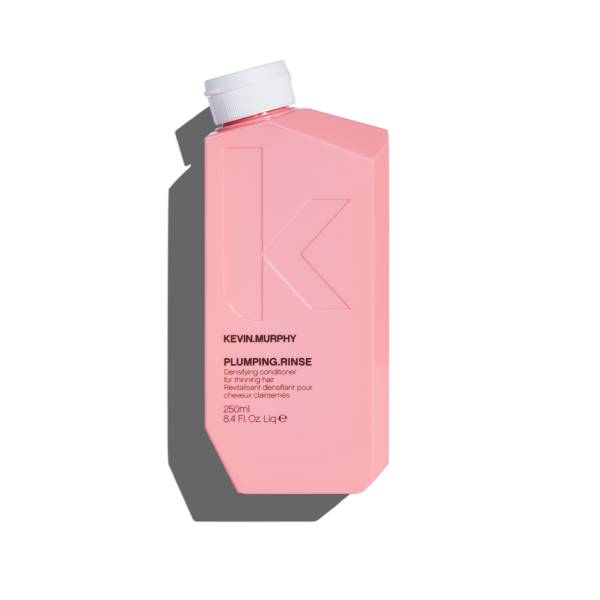 KEVIN.MURPHY
PLUMPING.RINSE
Densifying conditioner
for thinning hair
Revitalisant densifiant pour
cheveux clairsemés
250ml
8.4 Fl. Oz. Liq ℮